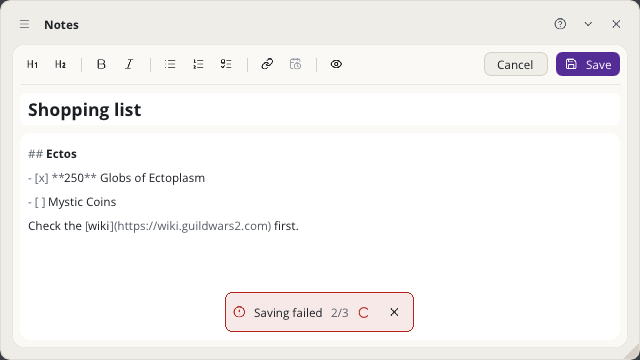 Notes
H1 H2 B I Cancel Save
Shopping list
## Ectos
- [x] **250** Globs of Ectoplasm
- [ ] Mystic Coins
Check the [wiki](https://wiki.guildwars2.com) first.
Saving failed 2/3